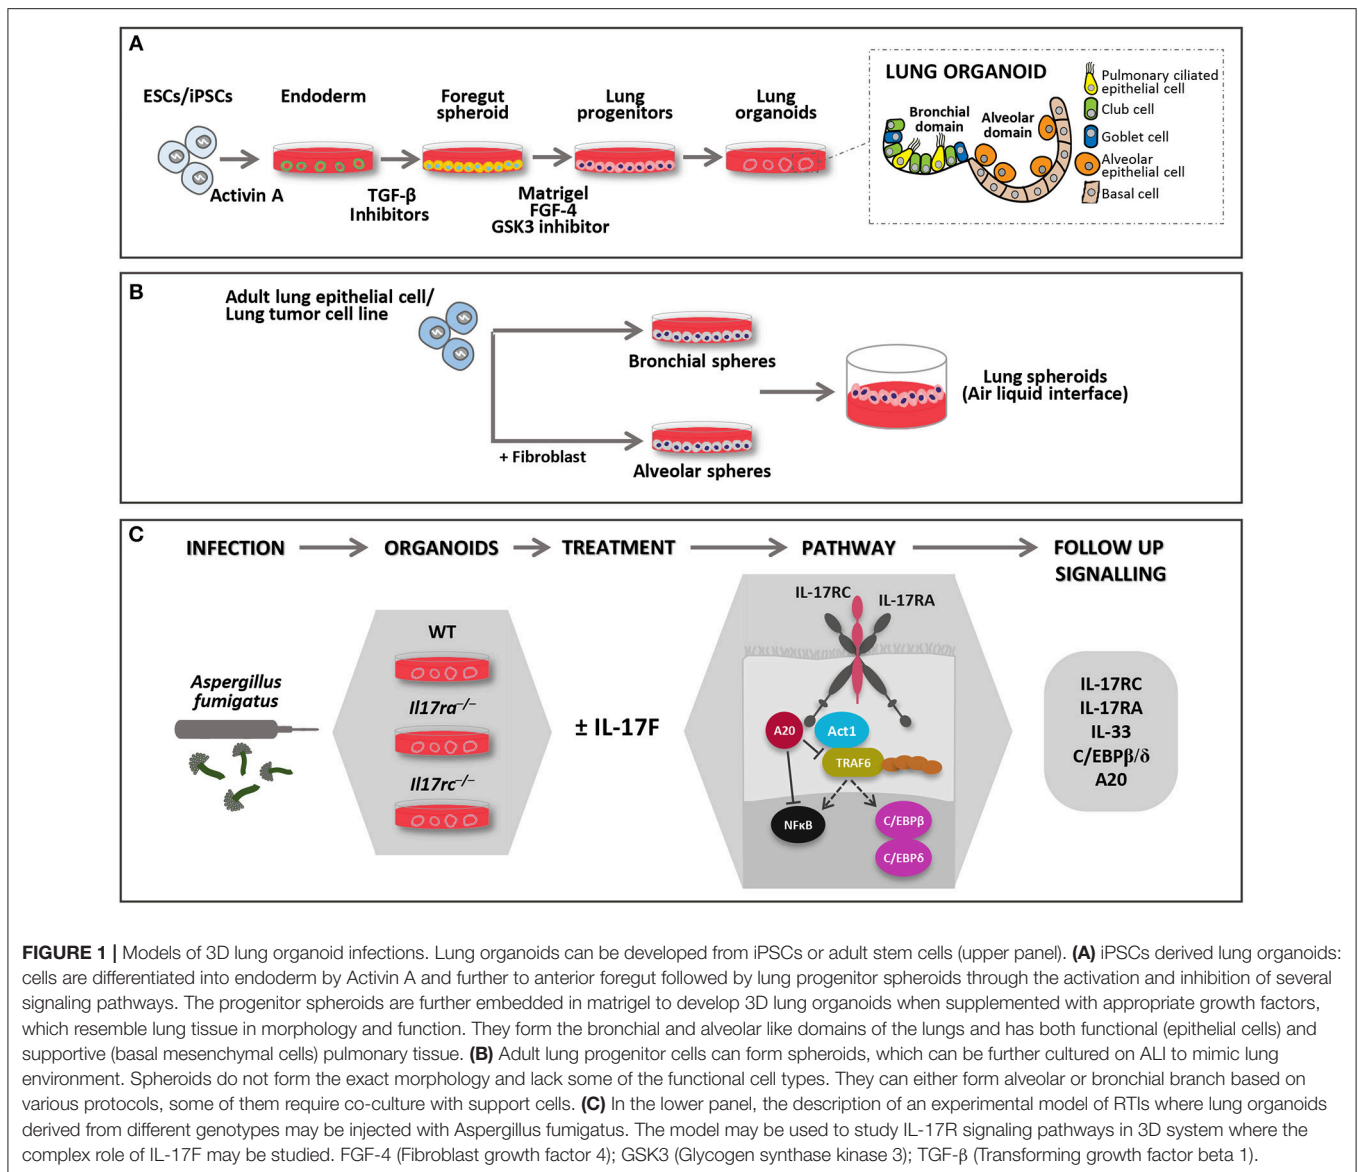 A
ESCs/iPSCs
Endoderm
Foregut
spheroid
Lung
progenitors
Lung
organoids
Activin A
TGF-β
Inhibitors
Matrigel
FGF-4
GSK3 inhibitor
LUNG ORGANOID
Bronchial
domain
Alveolar
domain
Pulmonary ciliated
epithelial cell
Club cell
Goblet cell
Alveolar
epithelial cell
Basal cell
B
Adult lung epithelial cell/
Lung tumor cell line
Bronchial spheres
+ Fibroblast
Alveolar spheres
Lung spheroids
(Air liquid interface)
C
INFECTION
ORGANOIDS
TREATMENT
PATHWAY
FOLLOW UP
SIGNALLING
Aspergillus
fumigatus
WT
Il17ra–/–
Il17rc–/–
± IL-17F
IL-17RC
IL-17RA
A20
Act1
TRAF6
NFκB
C/EBPβ
C/EBPδ
IL-17RC
IL-17RA
IL-33
C/EBPβ/δ
A20
FIGURE 1 | Models of 3D lung organoid infections. Lung organoids can be developed from iPSCs or adult stem cells (upper panel). (A) iPSCs derived lung organoids:
cells are differentiated into endoderm by Activin A and further to anterior foregut followed by lung progenitor spheroids through the activation and inhibition of several
signaling pathways. The progenitor spheroids are further embedded in matrigel to develop 3D lung organoids when supplemented with appropriate growth factors,
which resemble lung tissue in morphology and function. They form the bronchial and alveolar like domains of the lungs and has both functional (epithelial cells) and
supportive (basal mesenchymal cells) pulmonary tissue. (B) Adult lung progenitor cells can form spheroids, which can be further cultured on ALI to mimic lung
environment. Spheroids do not form the exact morphology and lack some of the functional cell types. They can either form alveolar or bronchial branch based on
various protocols, some of them require co-culture with support cells. (C) In the lower panel, the description of an experimental model of RTIs where lung organoids
derived from different genotypes may be injected with Aspergillus fumigatus. The model may be used to study IL-17R signaling pathways in 3D system where the
complex role of IL-17F may be studied. FGF-4 (Fibroblast growth factor 4); GSK3 (Glycogen synthase kinase 3); TGF-β (Transforming growth factor beta 1).